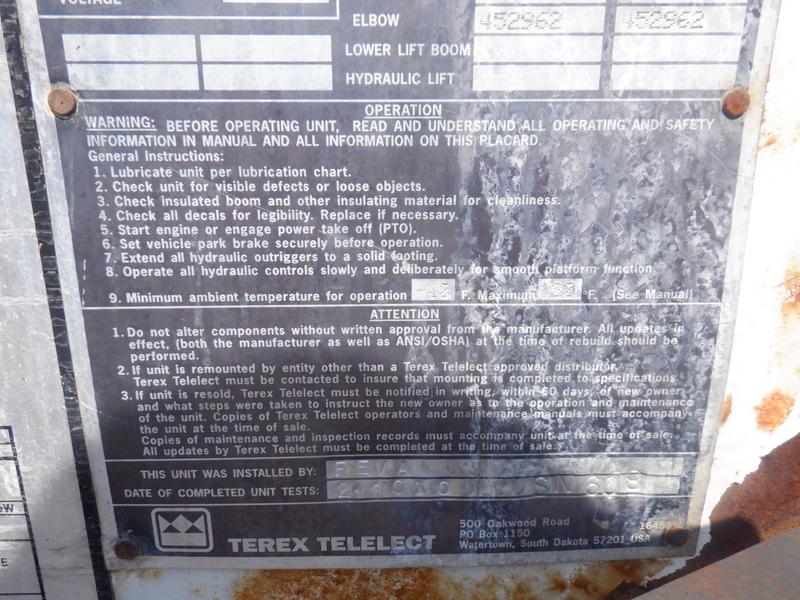 VOLTAGE
ELBOW 452962 452962
LOWER LIFT BOOM
HYDRAULIC LIFT
OPERATION
WARNING: BEFORE OPERATING UNIT, READ AND UNDERSTAND ALL OPERATING AND SAFETY
INFORMATION IN MANUAL AND ALL INFORMATION ON THIS PLACARD.
General Instructions:
1. Lubricate unit per lubrication chart.
2. Check unit for visible defects or loose objects.
3. Check insulated boom and other insulating material for cleanliness.
4. Check all decals for legibility. Replace if necessary.
5. Start engine or engage power take off (PTO).
6. Set vehicle park brake securely before operation.
7. Extend all hydraulic outriggers to a solid footing.
8. Operate all hydraulic controls slowly and deliberately for smooth platform function.
9. Minimum ambient temperature for operation F. Maximum °F. (See Manual)
ATTENTION
1. Do not alter components without written approval from the manufacturer. All updates in
effect, (both the manufacturer as well as ANSI/OSHA) at the time of rebuild should be
performed.
2. If unit is remounted by entity other than a Terex Telelect approved distributor,
Terex Telelect must be contacted to insure that mounting is completed to specifications.
3. If unit is resold, Terex Telelect must be notified in writing, within 60 days, of new owner
and what steps were taken to instruct the new owner as to the operation and maintenance
of the unit. Copies of Terex Telelect operators and maintenance manuals must accompany
the unit at the time of sale.
Copies of maintenance and inspection records must accompany unit at the time of sale.
All updates by Terex Telelect must be completed at the time of sale.
THIS UNIT WAS INSTALLED BY:
DATE OF COMPLETED UNIT TESTS: SN 608
TEREX TELELECT
500 Oakwood Road
PO Box 1150
Watertown, South Dakota 57201 USA